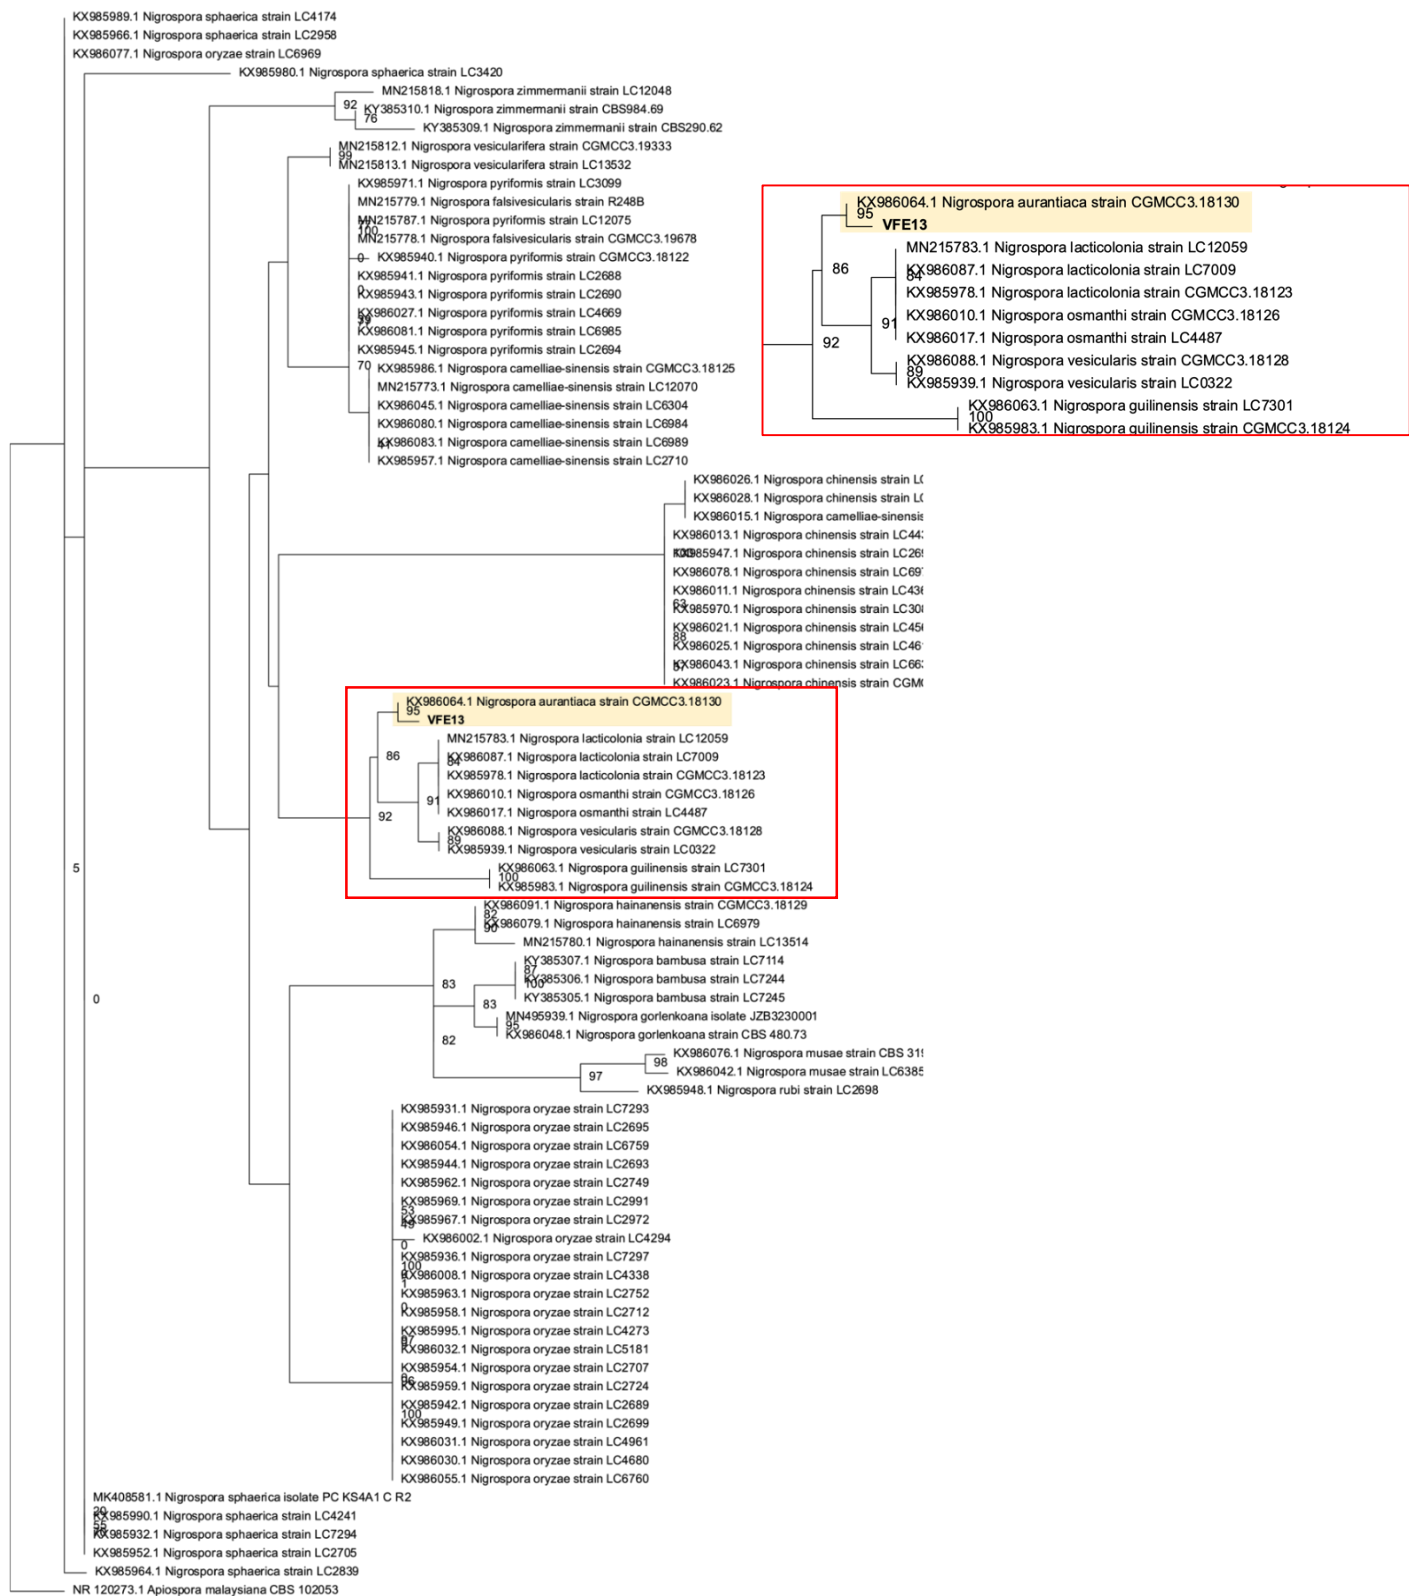 KX985989.1 Nigrospora sphaerica strain LC4174
KX985966.1 Nigrospora sphaerica strain LC2958
KX986077.1 Nigrospora oryzae strain LC6969
KX985980.1 Nigrospora sphaerica strain LC3420
MN215818.1 Nigrospora zimmermanii strain LC12048
92
KY385310.1 Nigrospora zimmermanii strain CBS984.69
76
KY385309.1 Nigrospora zimmermanii strain CBS290.62
MN215812.1 Nigrospora vesicularifera strain CGMCC3.19333
99
MN215813.1 Nigrospora vesicularifera strain LC13532
KX985971.1 Nigrospora pyriformis strain LC3099
MN215779.1 Nigrospora falsivesicularis strain R248B
MN215787.1 Nigrospora pyriformis strain LC12075
100
MN215778.1 Nigrospora falsivesicularis strain CGMCC3.19678
0
KX985940.1 Nigrospora pyriformis strain CGMCC3.18122
KX985941.1 Nigrospora pyriformis strain LC2688
0
KX985943.1 Nigrospora pyriformis strain LC2690
KX986027.1 Nigrospora pyriformis strain LC4669
KX986081.1 Nigrospora pyriformis strain LC6985
KX985945.1 Nigrospora pyriformis strain LC2694
70
KX985986.1 Nigrospora camelliae-sinensis strain CGMCC3.18125
MN215773.1 Nigrospora camelliae-sinensis strain LC12070
KX986045.1 Nigrospora camelliae-sinensis strain LC6304
KX986080.1 Nigrospora camelliae-sinensis strain LC6984
KX986083.1 Nigrospora camelliae-sinensis strain LC6989
41
KX985957.1 Nigrospora camelliae-sinensis strain LC2710
KX986064.1 Nigrospora aurantiaca strain CGMCC3.18130
95
VFE13
MN215783.1 Nigrospora lacticolonia strain LC12059
86
KX986087.1 Nigrospora lacticolonia strain LC7009
84
KX985978.1 Nigrospora lacticolonia strain CGMCC3.18123
KX986010.1 Nigrospora osmanthi strain CGMCC3.18126
91
KX986017.1 Nigrospora osmanthi strain LC4487
92
KX986088.1 Nigrospora vesicularis strain CGMCC3.18128
89
KX985939.1 Nigrospora vesicularis strain LC0322
KX986063.1 Nigrospora guilinensis strain LC7301
100
KX985983.1 Nigrospora guilinensis strain CGMCC3.18124
KX986026.1 Nigrospora chinensis strain
KX986028.1 Nigrospora chinensis strain
KX986015.1 Nigrospora camelliae-sinensis
KX986013.1 Nigrospora chinensis strain
KX985947.1 Nigrospora chinensis strain
100
KX986078.1 Nigrospora chinensis strain
KX986011.1 Nigrospora chinensis strain
63
KX985970.1 Nigrospora chinensis strain
KX986021.1 Nigrospora chinensis strain
88
KX986025.1 Nigrospora chinensis strain
KX986043.1 Nigrospora chinensis strain
57
KX986023.1 Nigrospora chinensis strain
KX986064.1 Nigrospora aurantiaca strain CGMCC3.18130
95
VFE13
MN215783.1 Nigrospora lacticolonia strain LC12059
86
KX986087.1 Nigrospora lacticolonia strain LC7009
84
KX985978.1 Nigrospora lacticolonia strain CGMCC3.18123
KX986010.1 Nigrospora osmanthi strain CGMCC3.18126
91
KX986017.1 Nigrospora osmanthi strain LC4487
92
KX986088.1 Nigrospora vesicularis strain CGMCC3.18128
89
KX985939.1 Nigrospora vesicularis strain LC0322
5
KX986063.1 Nigrospora guilinensis strain LC7301
100
KX985983.1 Nigrospora guilinensis strain CGMCC3.18124
KX986091.1 Nigrospora hainanensis strain CGMCC3.18129
82
KX986079.1 Nigrospora hainanensis strain LC6979
90
MN215780.1 Nigrospora hainanensis strain LC13514
KY385307.1 Nigrospora bambusa strain LC7114
87
KY385306.1 Nigrospora bambusa strain LC7244
83
100
KY385305.1 Nigrospora bambusa strain LC7245
0
83
MN495939.1 Nigrospora gorlenkoana isolate JZB3230001
95
KX986048.1 Nigrospora gorlenkoana strain CBS 480.73
82
KX986076.1 Nigrospora musae strain CBS
98
KX986042.1 Nigrospora musae strain LC6385
97
KX985948.1 Nigrospora rubi strain LC2698
KX985931.1 Nigrospora oryzae strain LC7293
KX985946.1 Nigrospora oryzae strain LC2695
KX986054.1 Nigrospora oryzae strain LC6759
KX985944.1 Nigrospora oryzae strain LC2693
KX985962.1 Nigrospora oryzae strain LC2749
KX985969.1 Nigrospora oryzae strain LC2991
53
KX985967.1 Nigrospora oryzae strain LC2972
49
KX986002.1 Nigrospora oryzae strain LC4294
0
KX985936.1 Nigrospora oryzae strain LC7297
100
KX986008.1 Nigrospora oryzae strain LC4338
1
KX985963.1 Nigrospora oryzae strain LC2752
0
KX985958.1 Nigrospora oryzae strain LC2712
KX985995.1 Nigrospora oryzae strain LC4273
KX986032.1 Nigrospora oryzae strain LC5181
KX985954.1 Nigrospora oryzae strain LC2707
KX985959.1 Nigrospora oryzae strain LC2724
KX985942.1 Nigrospora oryzae strain LC2689
100
KX985949.1 Nigrospora oryzae strain LC2699
KX986031.1 Nigrospora oryzae strain LC4961
KX986030.1 Nigrospora oryzae strain LC4680
KX986055.1 Nigrospora oryzae strain LC6760
MK408581.1 Nigrospora sphaerica isolate PC KS4A1 C R2
KX985990.1 Nigrospora sphaerica strain LC4241
KX985932.1 Nigrospora sphaerica strain LC7294
KX985952.1 Nigrospora sphaerica strain LC2705
KX985964.1 Nigrospora sphaerica strain LC2839
NR 120273.1 Apiospora malaysiana CBS 102053